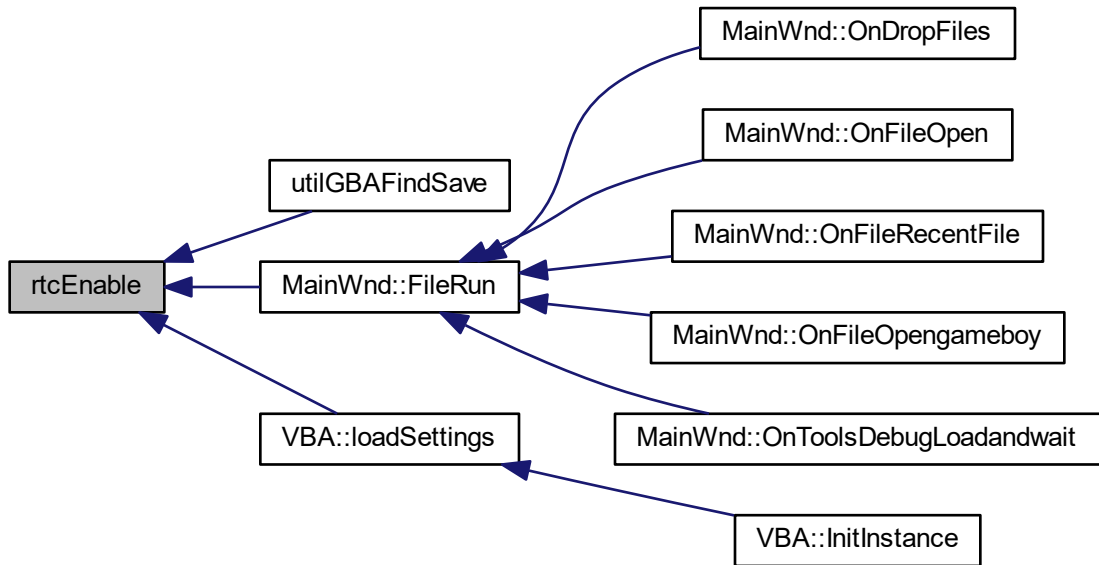 MainWnd::OnDropFiles
MainWnd::OnFileOpen
utilGBAFindSave
MainWnd::OnFileRecentFile
rtcEnable
MainWnd::FileRun
MainWnd::OnFileOpengameboy
VBA::loadSettings
MainWnd::OnToolsDebugLoadandwait
VBA::InitInstance